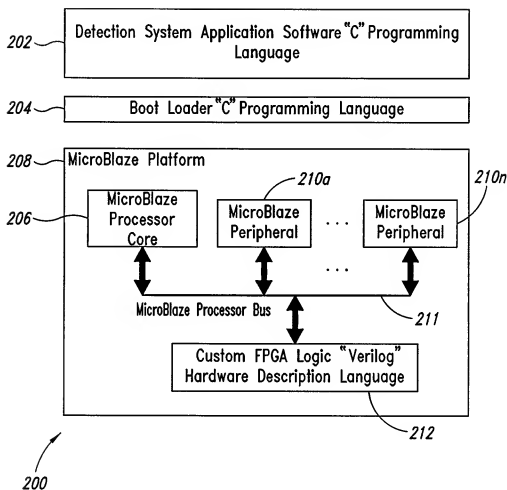 202
Detection System Application Software "C" Programming
Language
204
Boot Loader "C" Programming Language
208
MicroBlaze Platform
210a
210n
206
MicroBlaze
Processor
Core
MicroBlaze
Peripheral
...
MicroBlaze
Peripheral
...
MicroBlaze Processor Bus
211
Custom FPGA Logic "Verilog"
Hardware Description Language
212
200